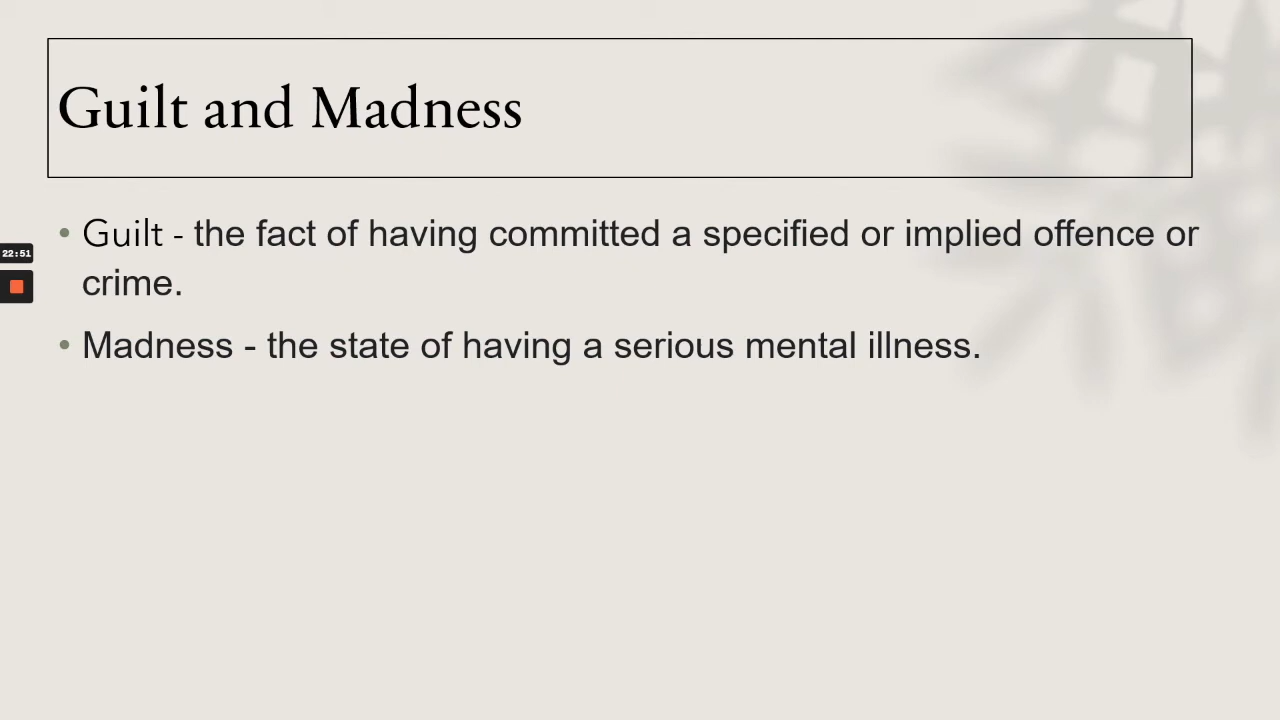 Guilt and Madness
• Guilt - the fact of having committed a specified or implied offence or
crime.
22:51
• Madness - the state of having a serious mental illness.